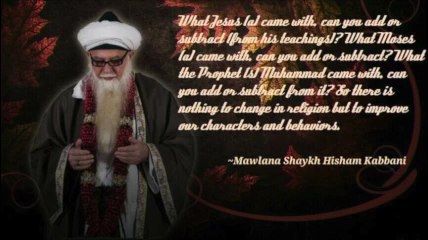 What Jesus (a) came with, can you add or
subtract (from his teachings)? What Moses
(a) came with, can you add or subtract? What
the Prophet (s) Muhammad came with, can
you add or subtract from it? So there is
nothing to change in religion but to improve
our characters and behaviors.
~Mawlana Shaykh Hisham Kabbani